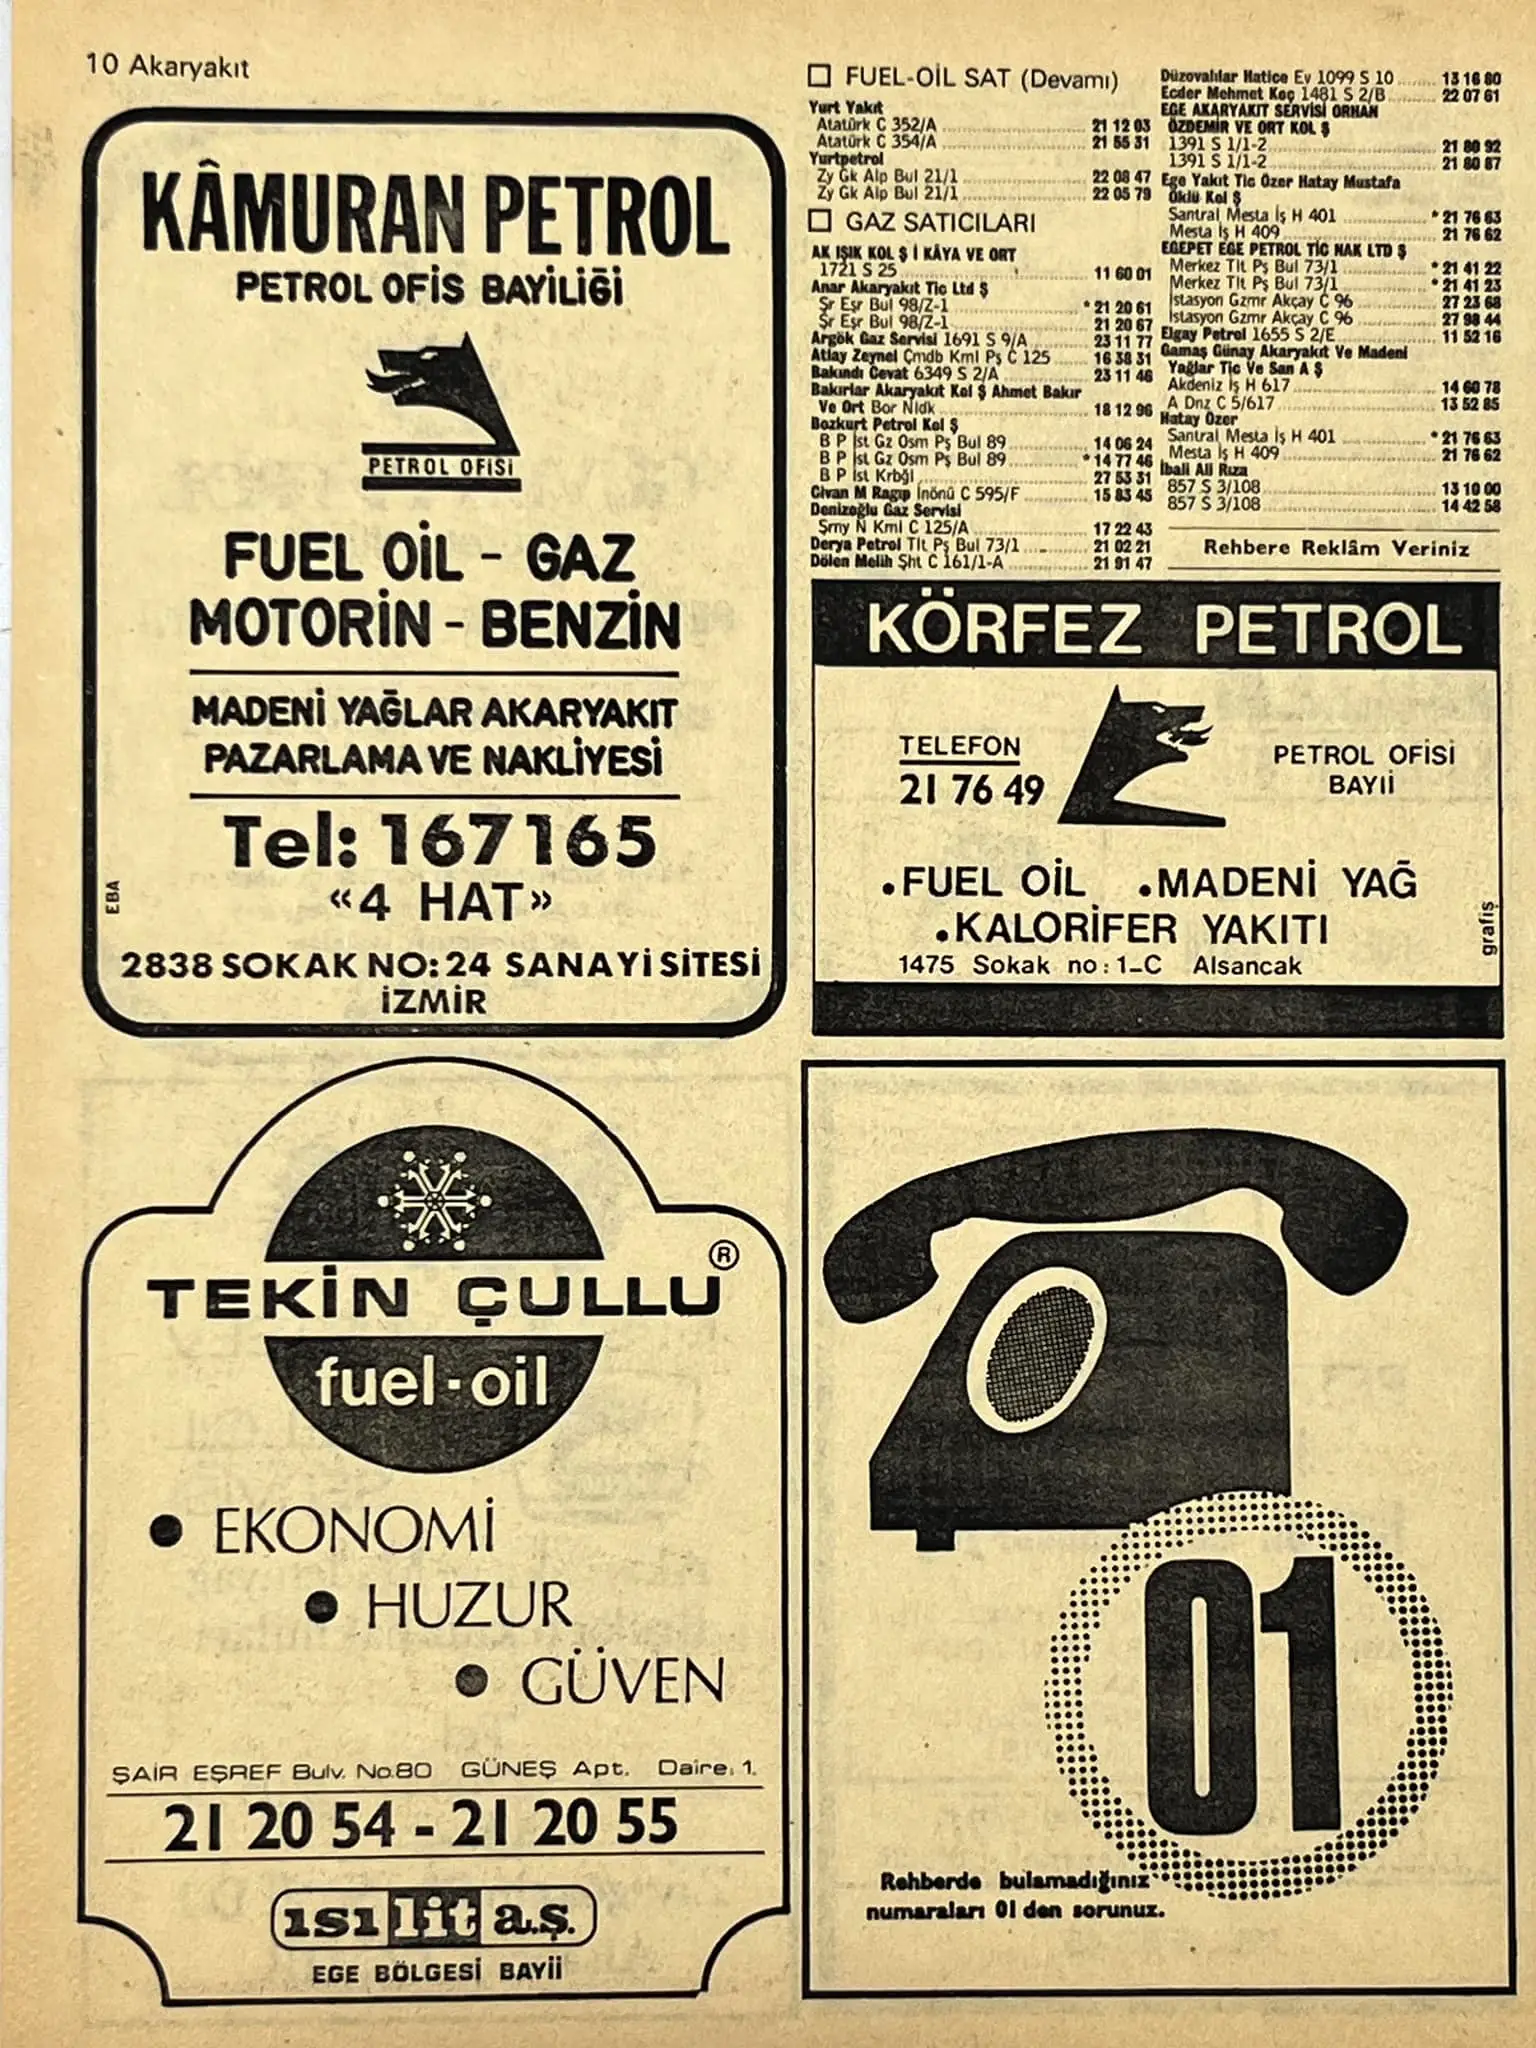 10 Akaryakıt
KÂMURAN PETROL
PETROL OFİS BAYİLİĞİ
PETROL OFİSİ
FUEL OİL - GAZ
MOTORİN - BENZİN
MADENİ YAĞLAR AKARYAKIT
PAZARLAMA VE NAKLİYESİ
Tel: 167165
«4 HAT»
EBA
2838 SOKAK NO: 24 SANAYİ SİTESİ
İZMİR
FUEL-OİL SAT (Devamı)
Yurt Yakıt
Atatürk C 352/A 21 12 03
Atatürk C 354/A 21 55 31
Yurtpetrol
Zy Gk Alp Bul 21/1 22 08 47
Zy Gk Alp Bul 21/1 22 05 79
GAZ SATICILARI
AK IŞIK KOL Ş İ KÂYA VE ORT
1721 S 25 11 60 01
Anar Akaryakıt Tic Ltd Ş
Şr Eşr Bul 98/Z-1 * 21 20 61
Şr Eşr Bul 98/Z-1 21 20 67
Argök Gaz Servisi 1691 S 9/A 23 11 77
Atlay Zeynel Çmdb Kml Pş C 125 16 38 31
Bakındı Cevat 6349 S 2/A 23 11 46
Bakırlar Akaryakıt Kol Ş Ahmet Bakır
Ve Ort Bor Nldk 18 12 96
Bozkurt Petrol Kol Ş
B P İst Gz Osm Pş Bul 89 14 06 24
B P İst Gz Osm Pş Bul 89 * 14 77 46
B P İst Krbğl 27 53 31
Civan M Ragıp İnönü C 595/F 15 83 45
Denizoğlu Gaz Servisi
Şrny N Kml C 125/A 17 22 43
Derya Petrol Tlt Pş Bul 73/1 21 02 21
Dölen Melih Şht C 161/1-A 21 91 47
Düzovalılar Hatice Ev 1099 S 10 13 16 80
Ecder Mehmet Koç 1481 S 2/B 22 07 61
EGE AKARYAKIT SERVİSİ ORHAN
ÖZDEMİR VE ORT KOL Ş
1391 S 1/1-2 21 80 92
1391 S 1/1-2 21 80 87
Ege Yakıt Tic Özer Hatay Mustafa
Öklü Kol Ş
Santral Mesta İş H 401 * 21 76 63
Mesta İş H 409 21 76 62
EGEPET EGE PETROL TİC NAK LTD Ş
Merkez Tlt Pş Bul 73/1 * 21 41 22
Merkez Tlt Pş Bul 73/1 * 21 41 23
İstasyon Gzmr Akçay C 96 27 23 68
İstasyon Gzmr Akçay C 96 27 98 44
Elgay Petrol 1655 S 2/E 11 52 16
Gamaş Günay Akaryakıt Ve Madeni
Yağlar Tic Ve San A Ş
Akdeniz İş H 617 14 60 78
A Dnz C 5/617 13 52 85
Hatay Özer
Santral Mesta İş H 401 * 21 76 63
Mesta İş H 409 21 76 62
İbali Ali Rıza
857 S 3/108 13 10 00
857 S 3/108 14 42 58
Rehbere Reklâm Veriniz
KÖRFEZ PETROL
TELEFON
21 76 49
PETROL OFİSİ
BAYİİ
.FUEL OİL .MADENİ YAĞ
.KALORİFER YAKITI
1475 Sokak no: 1-C Alsancak
grafiş
TEKİN ÇULLU ®
fuel·oil
● EKONOMİ
● HUZUR
● GÜVEN
ŞAİR EŞREF Bulv. No.80 GÜNEŞ Apt. Daire. 1.
21 20 54 - 21 20 55
ısılit a.ş.
EGE BÖLGESİ BAYİİ
01
Rehberde bulamadığınız
numaraları 01 den sorunuz.